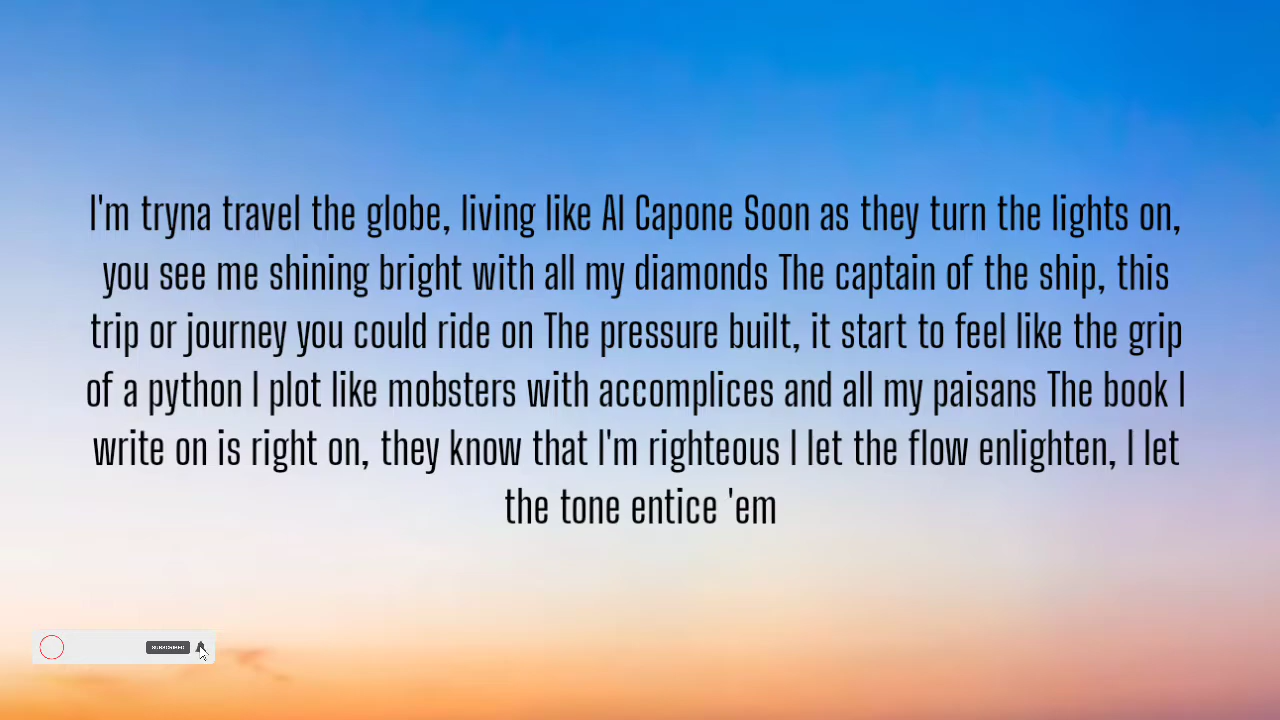 I'm tryna travel the globe, living like Al Capone Soon as they turn the lights on,
you see me shining bright with all my diamonds The captain of the ship, this
trip or journey you could ride on The pressure built, it start to feel like the grip
of a python I plot like mobsters with accomplices and all my paisans The book I
write on is right on, they know that I'm righteous I let the flow enlighten, I let
the tone entice 'em
SUBSCRIBED